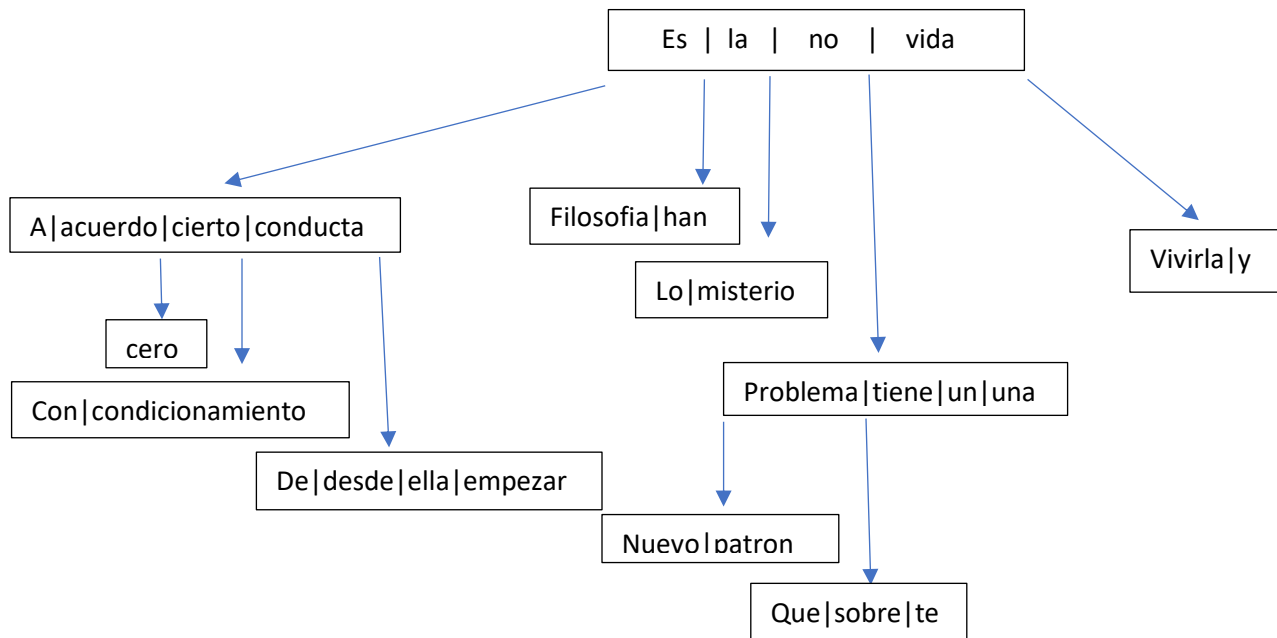 Es | la | no | vida
A|acuerdo|cierto|conducta
Filosofia|han
Lo|misterio
Vivirla|y
cero
Con|condicionamiento
Problema|tiene|un|una
De|desde|ella|empezar
Nuevo|patron
Que|sobre|te